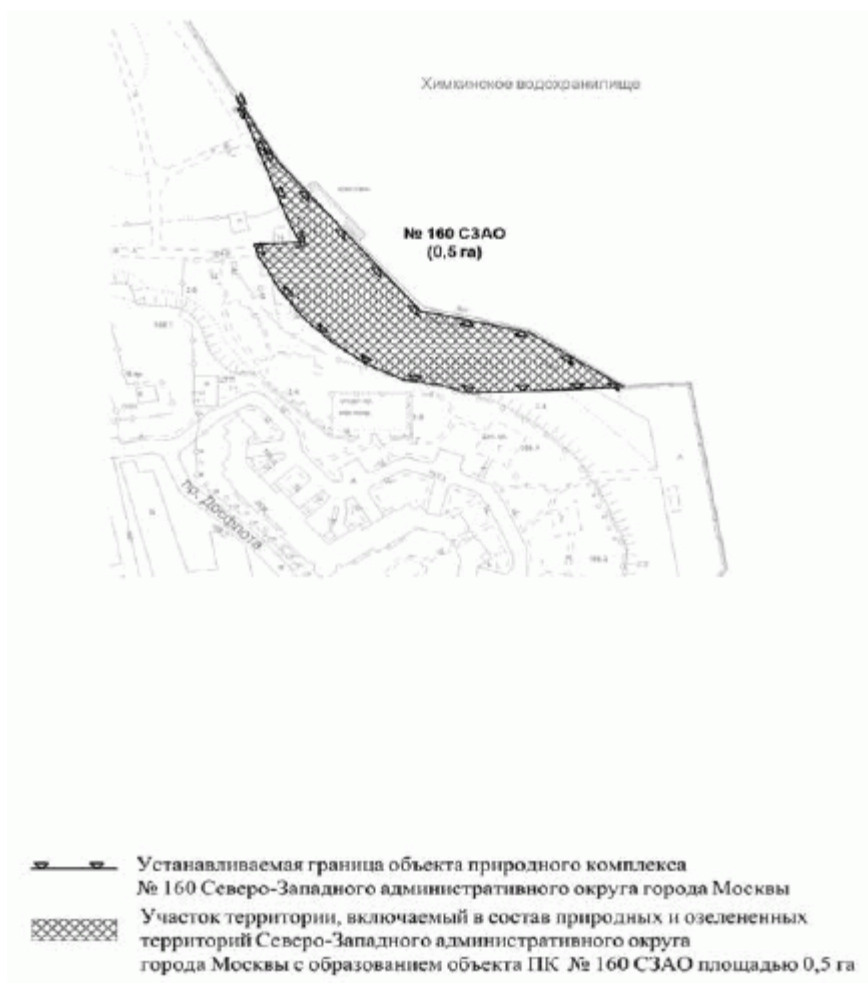 Химкинское водохранилище
№ 160 СЗАО
(0,5 га)
пр. Досфлота
Устанавливаемая граница объекта природного комплекса
№ 160 Северо-Западного административного округа города Москвы
Участок территории, включаемый в состав природных и озелененных
территорий Северо-Западного административного округа
города Москвы с образованием объекта ПК № 160 СЗАО площадью 0,5 га